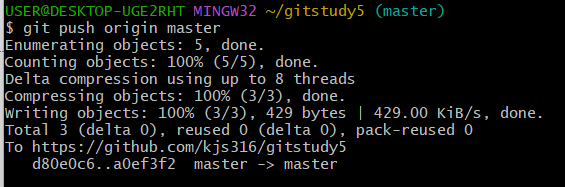 USER@DESKTOP-UGE2RHT MINGW32 ~/gitstudy5 (master)
$ git push origin master
Enumerating objects: 5, done.
Counting objects: 100% (5/5), done.
Delta compression using up to 8 threads
Compressing objects: 100% (3/3), done.
Writing objects: 100% (3/3), 429 bytes | 429.00 KiB/s, done.
Total 3 (delta 0), reused 0 (delta 0), pack-reused 0
To https://github.com/kjs316/gitstudy5
   d80e0c6..a0ef3f2  master -> master